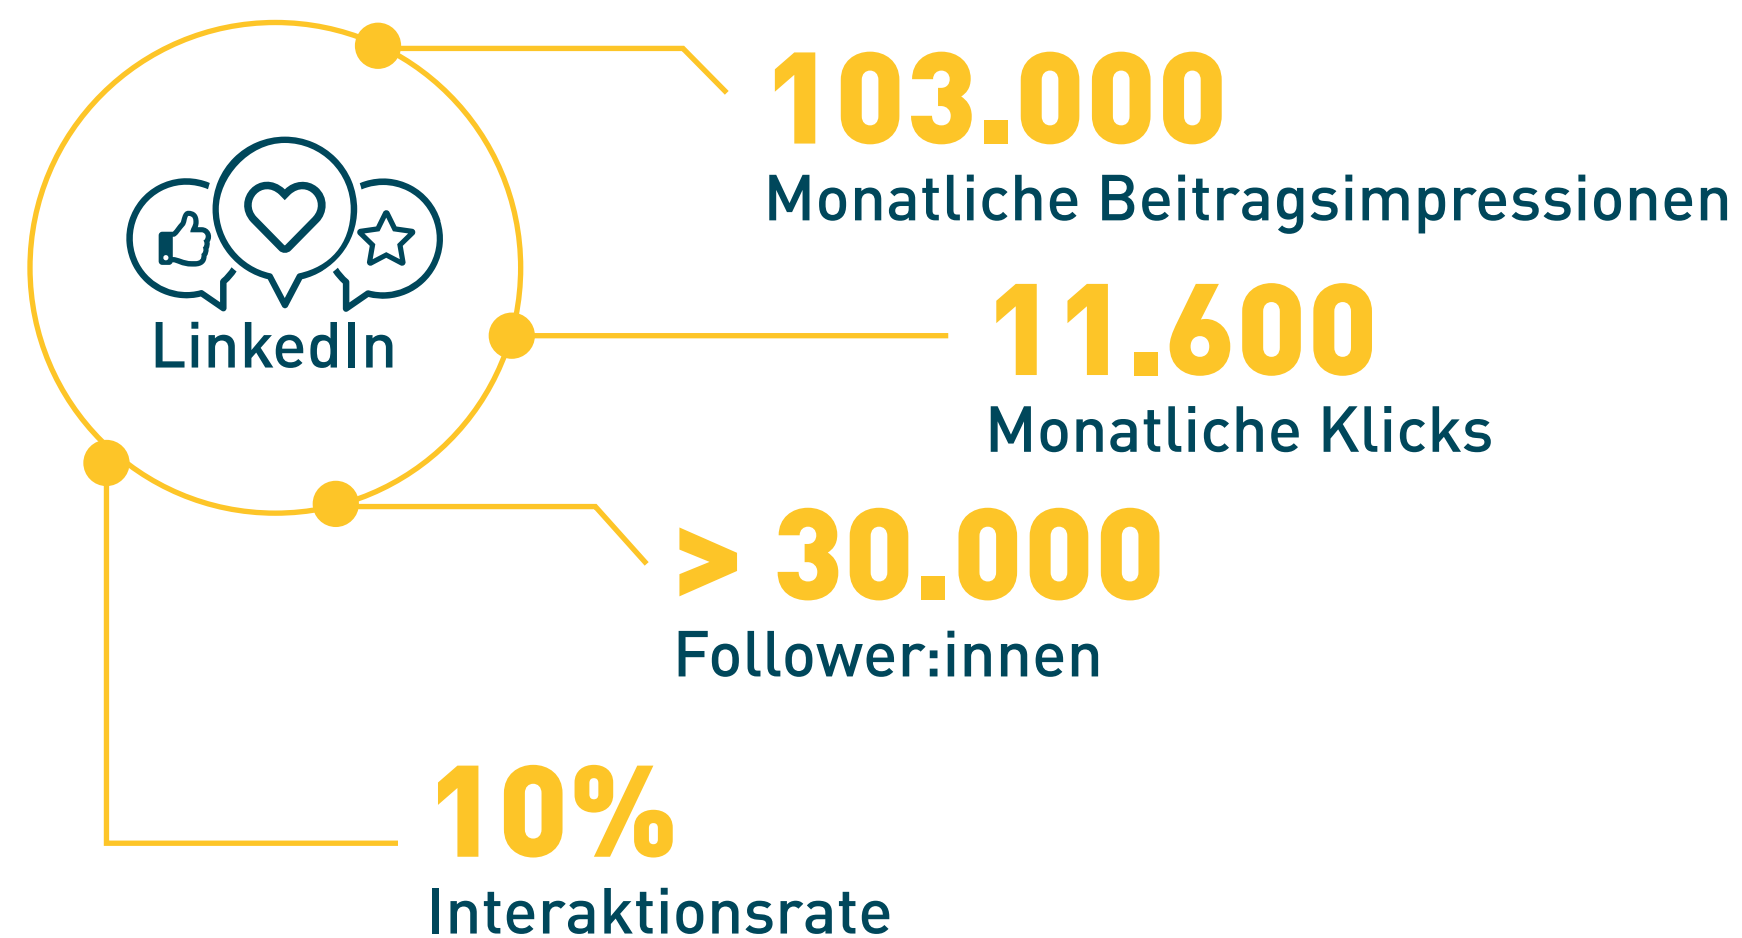 LinkedIn
103.000
Monatliche Beitragsimpressionen
11.600
Monatliche Klicks
> 30.000
Follower:innen
10%
Interaktionsrate